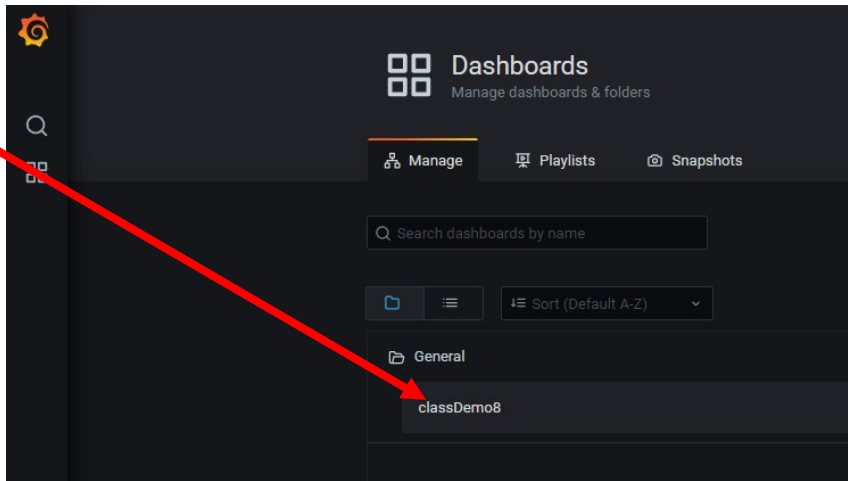 Dashboards
Manage dashboards & folders
Manage Playlists Snapshots
Search dashboards by name
Sort (Default A-Z)
General
classDemo8